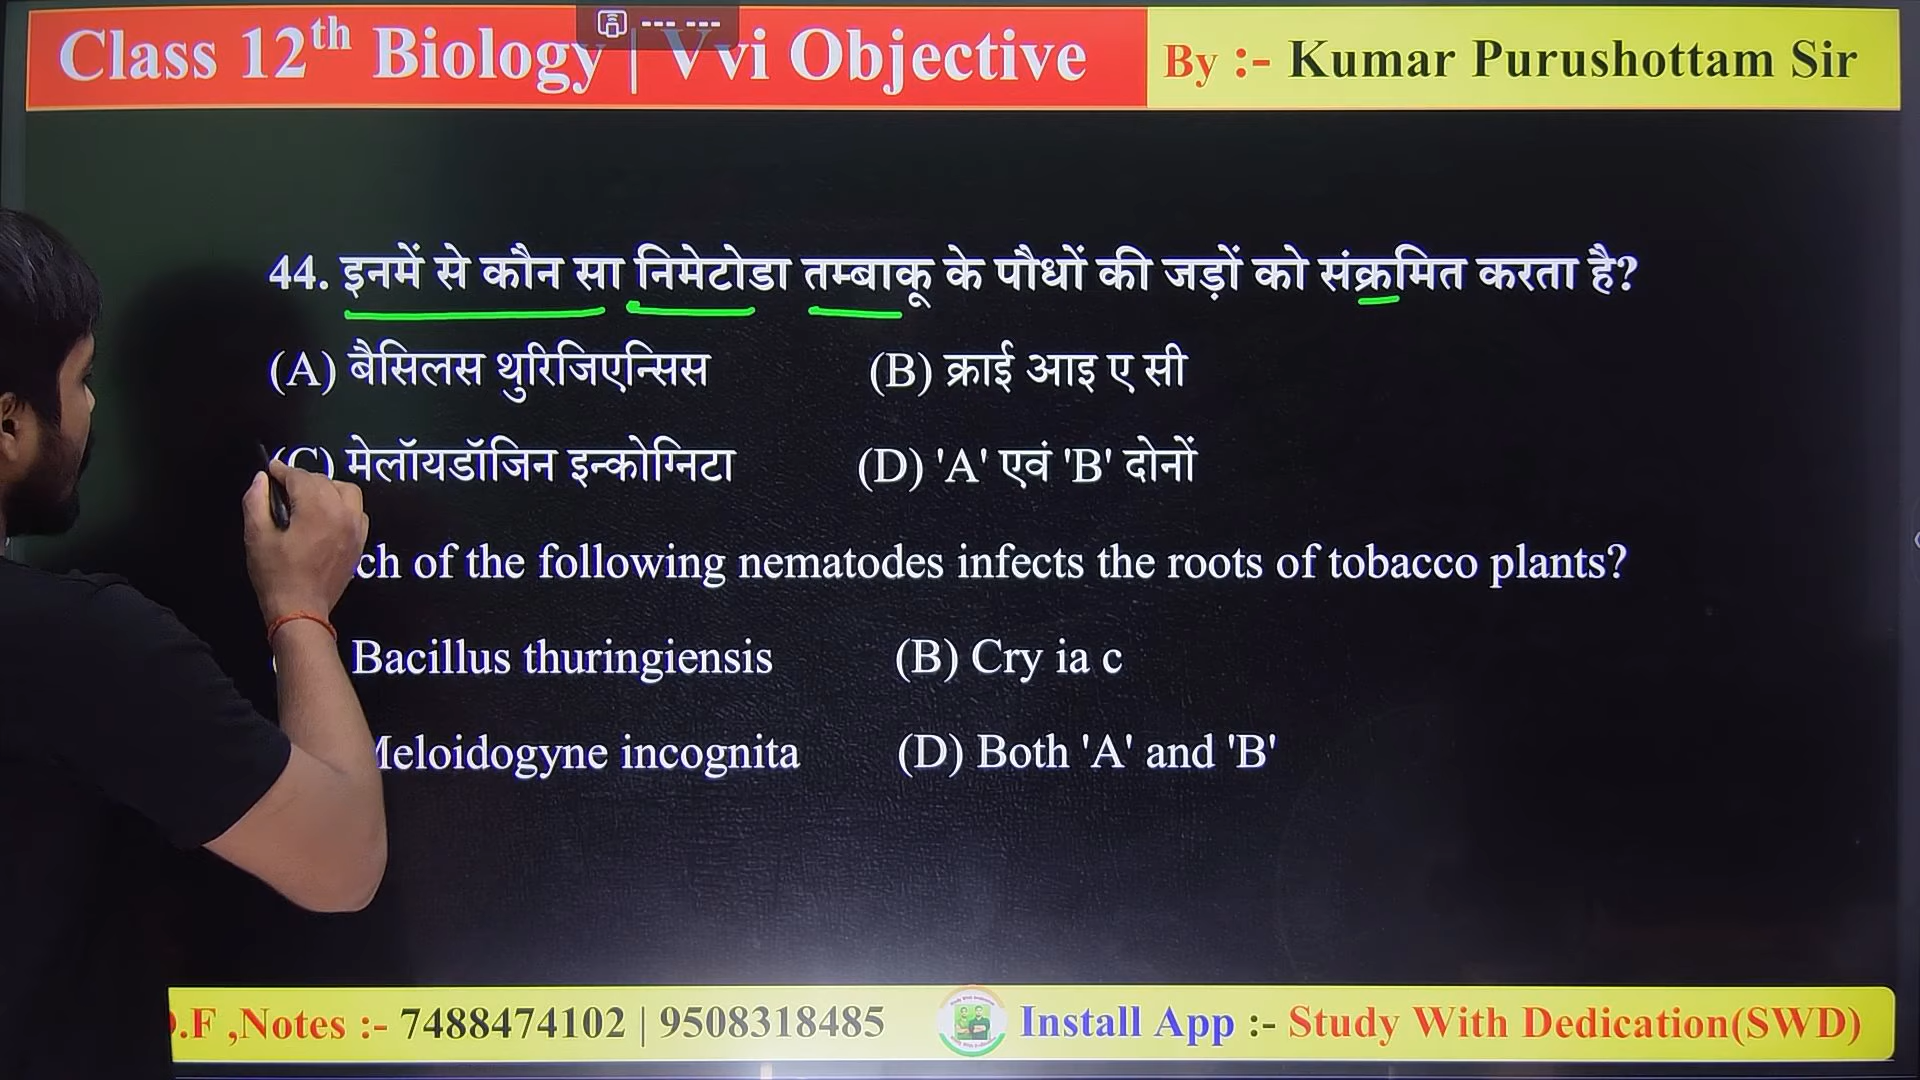 Class 12th Biology | Vvi Objective By :- Kumar Purushottam Sir
44. इनमें से कौन सा निमेटोडा तम्बाकू के पौधों की जड़ों को संक्रमित करता है?
(A) बैसिलस थुरिजिएन्सिस (B) क्राई आइ ए सी
(C) मेलॉयडॉजिन इन्कोग्निटा (D) 'A' एवं 'B' दोनों
of the following nematodes infects the roots of tobacco plants?
Bacillus thuringiensis (B) Cry ia c
Meloidogyne incognita (D) Both 'A' and 'B'
.F ,Notes :- 7488474102 | 9508318485 Install App :- Study With Dedication(SWD)